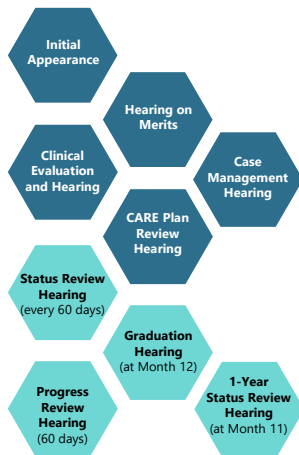 Initial
Appearance
Hearing on
Merits
Clinical
Evaluation
and Hearing
Case
Management
Hearing
CARE Plan
Review
Hearing
Status Review
Hearing
(every 60 days)
Graduation
Hearing
(at Month 12)
Progress
Review
Hearing
(60 days)
1-Year
Status Review
Hearing
(at Month 11)